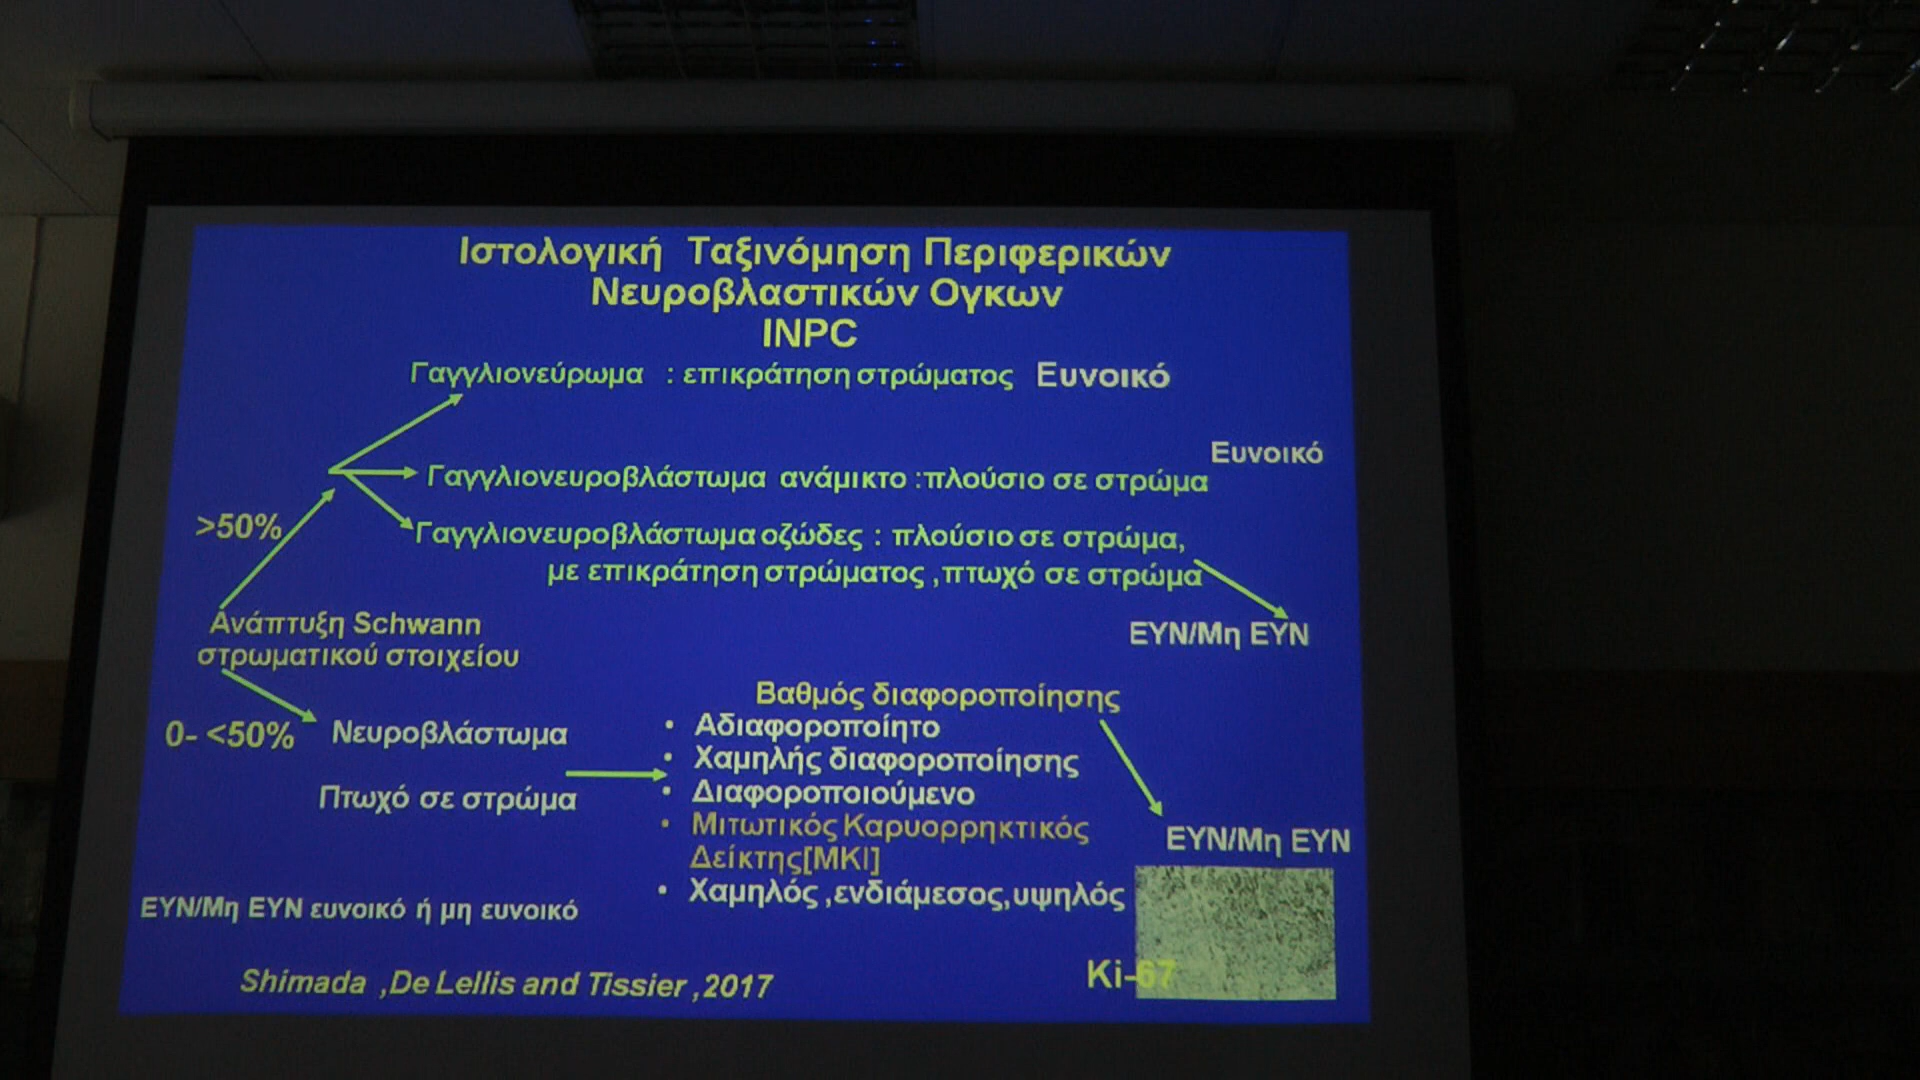 Ιστολογική Ταξινόμηση Περιφερικών
Νευροβλαστικών Ογκων
INPC
Γαγγλιονεύρωμα : επικράτηση στρώματος Ευνοικό
Ευνοικό
Γαγγλιονευροβλάστωμα ανάμικτο :πλούσιο σε στρώμα
>50%
Γαγγλιονευροβλάστωμα οζώδες : πλούσιο σε στρώμα,
με επικράτηση στρώματος ,πτωχό σε στρώμα
ΕΥΝ/Μη ΕΥΝ
Ανάπτυξη Schwann
στρωματικού στοιχείου
0- <50% Νευροβλάστωμα
Πτωχό σε στρώμα
Βαθμός διαφοροποίησης
• Αδιαφοροποίητο
• Χαμηλής διαφοροποίησης
• Διαφοροποιούμενο
• Μιτωτικός Καρυορρηκτικός
Δείκτης[MKI]
• Χαμηλός ,ενδιάμεσος,υψηλός
ΕΥΝ/Μη ΕΥΝ
ΕΥΝ/Μη ΕΥΝ ευνοικό ή μη ευνοικό
Shimada ,De Lellis and Tissier ,2017
Ki-67